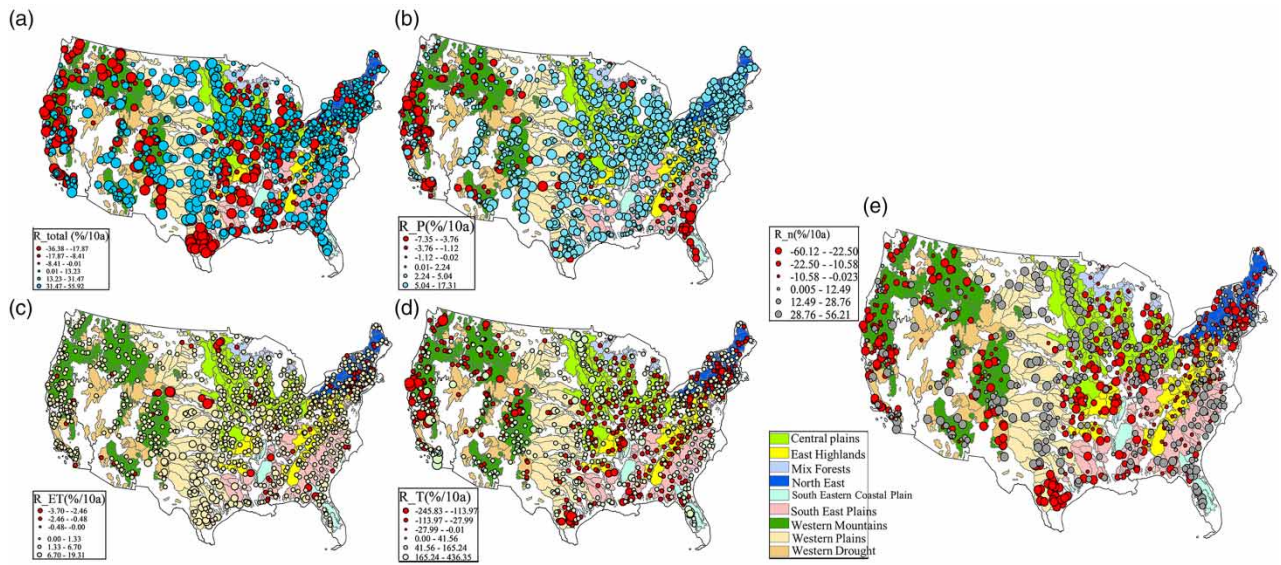 (a)
R_total (%/10a)
-36.38 - -17.87
-17.87 - -8.41
-8.41 - -0.01
0.01 - 13.23
13.23 - 31.47
31.47 - 55.92
(b)
R_P(%/10a)
-7.35 - -3.76
-3.76 - -1.12
-1.12 - -0.02
0.01- 2.24
2.24 - 5.04
5.04 - 17.31
(c)
R_ET(%/10a)
-3.70 - -2.46
-2.46 - -0.48
-0.48- -0.00
0.00 - 1.33
1.33 - 6.70
6.70 - 19.31
(d)
R_T(%/10a)
-245.83 - -113.97
-113.97 - -27.99
-27.99 - -0.01
0.00 - 41.56
41.56 - 165.24
165.24 - 436.35
(e)
R_n(%/10a)
-60.12 - -22.50
-22.50 - -10.58
-10.58 - -0.023
0.005 - 12.49
12.49 - 28.76
28.76 - 56.21
Central plains
East Highlands
Mix Forests
North East
South Eastern Coastal Plain
South East Plains
Western Mountains
Western Plains
Western Drought